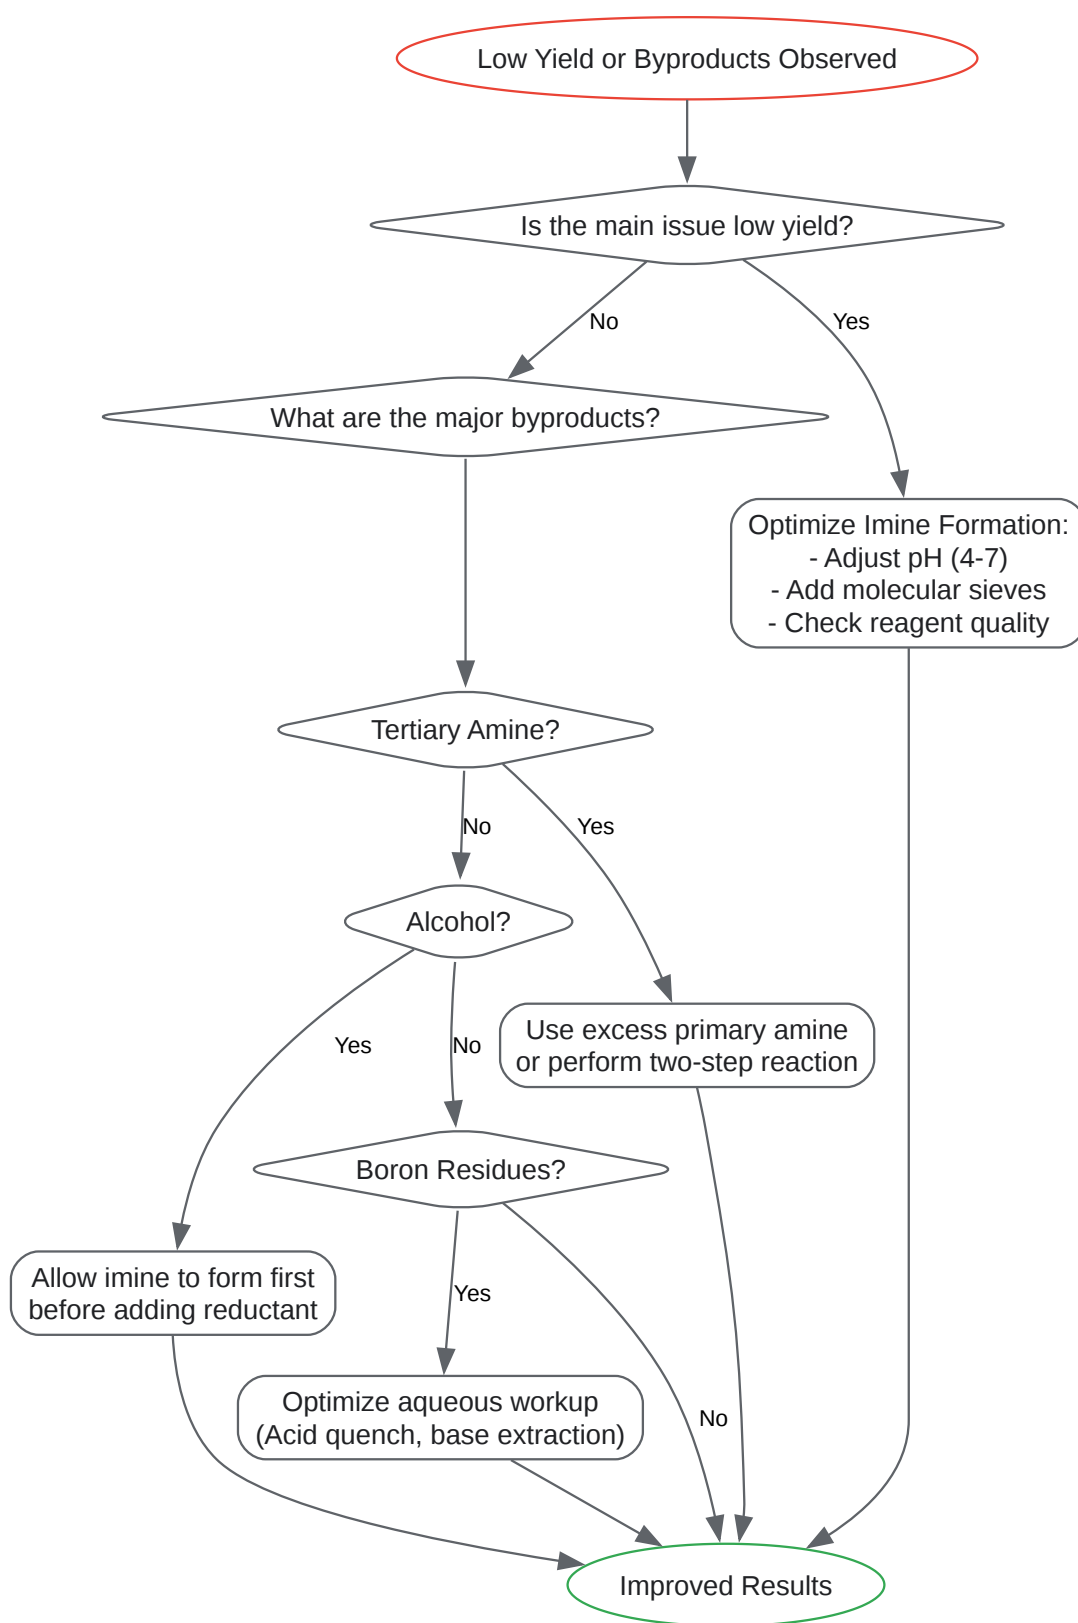 Low Yield or Byproducts Observed
Is the main issue low yield?
No
Yes
What are the major byproducts?
Optimize Imine Formation:
- Adjust pH (4-7)
- Add molecular sieves
- Check reagent quality
Tertiary Amine?
No
Yes
Alcohol?
Use excess primary amine
or perform two-step reaction
Yes
No
Boron Residues?
Allow imine to form first
before adding reductant
Yes
Optimize aqueous workup
(Acid quench, base extraction)
No
Improved Results